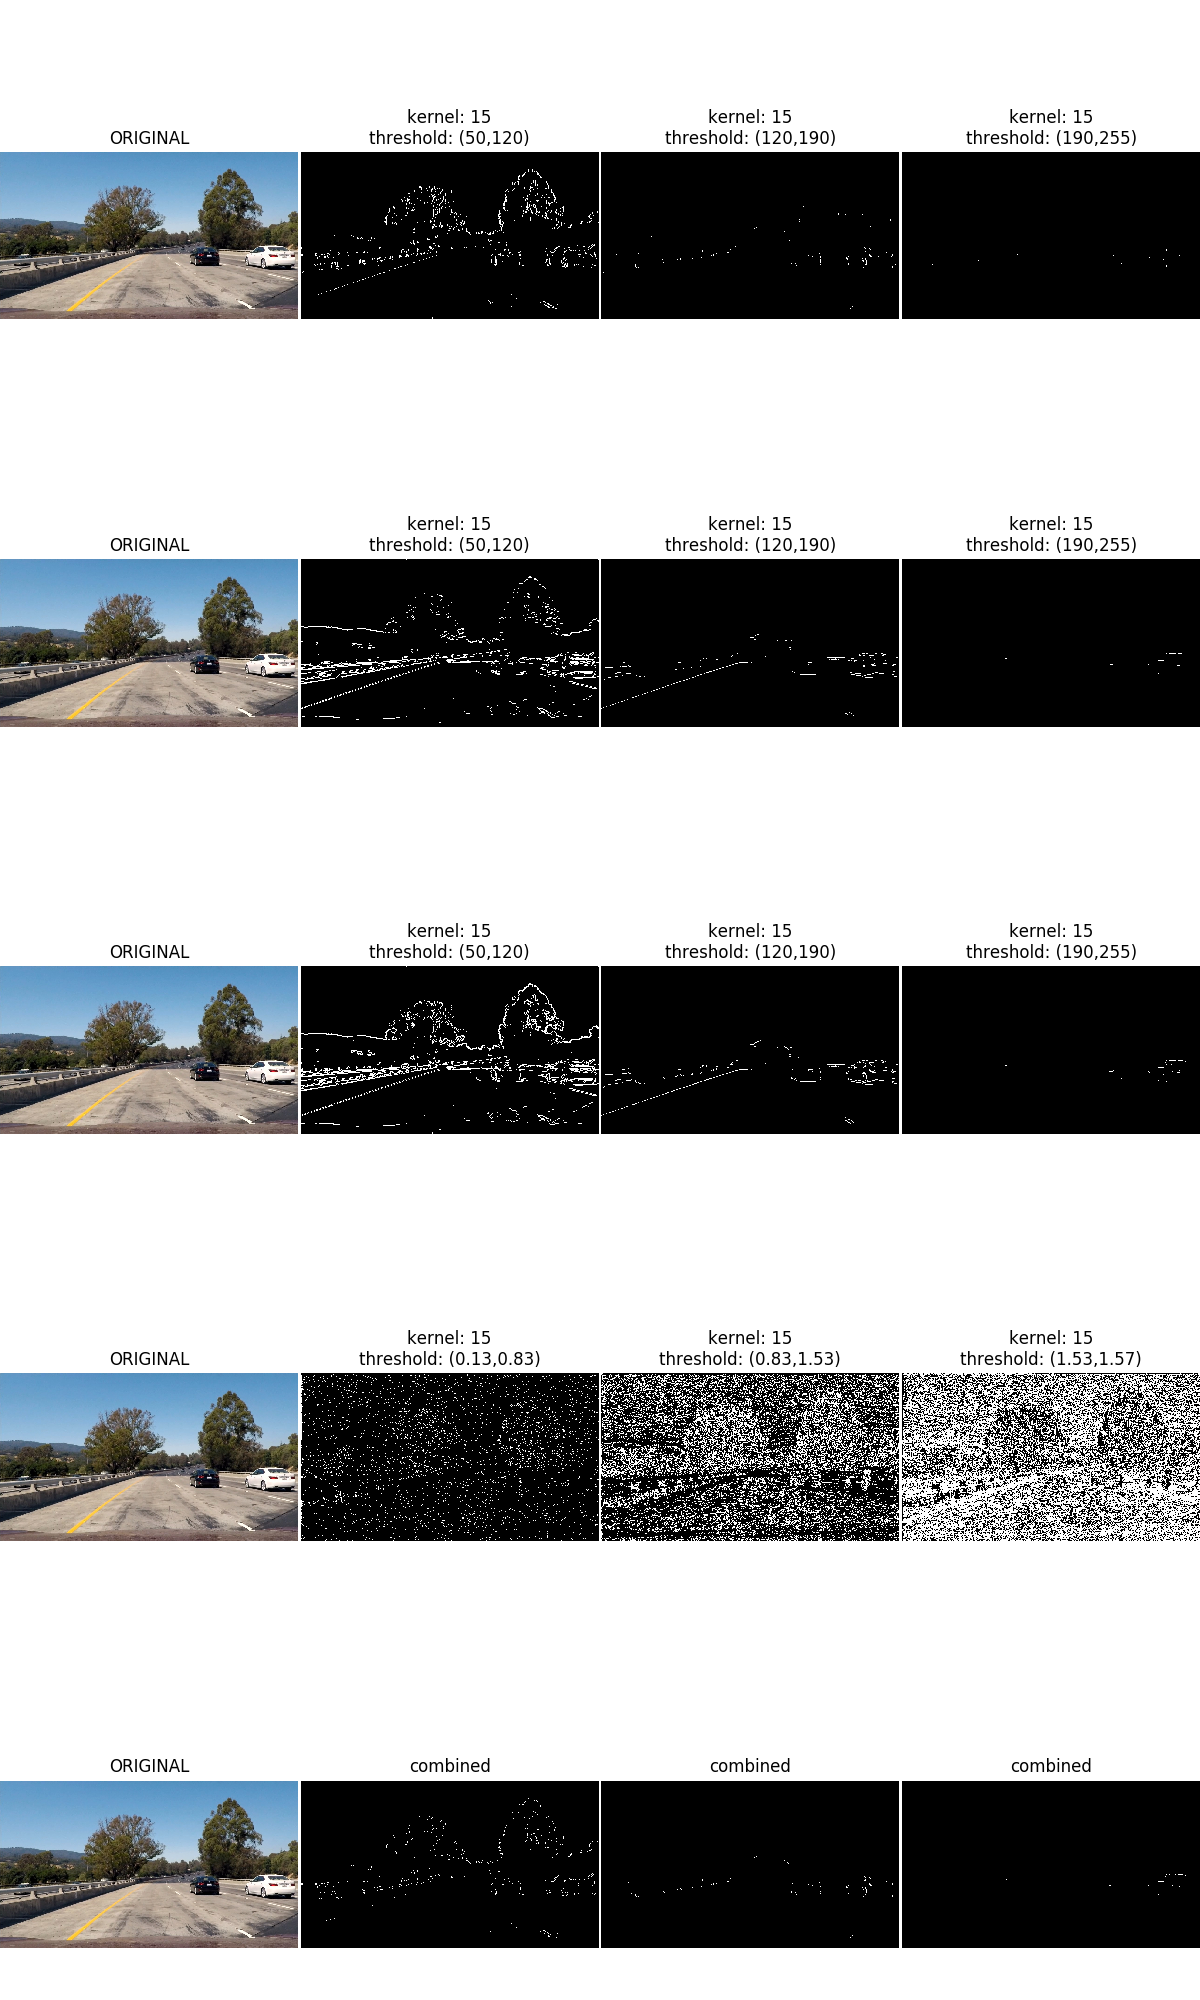 kernel: 15
kernel: 15
kernel: 15
ORIGINAL
threshold: (50,120)
threshold: (120,190)
threshold: (190,255)
kernel: 15
kernel: 15
kernel: 15
ORIGINAL
threshold: (50,120)
threshold: (120,190)
threshold: (190,255)
kernel: 15
kernel: 15
kernel: 15
ORIGINAL
threshold: (50,120)
threshold: (120,190)
threshold: (190,255)
kernel: 15
kernel: 15
kernel: 15
ORIGINAL
threshold: (0.13,0.83)
threshold: (0.83,1.53)
threshold: (1.53,1.57)
ORIGINAL
combined
combined
combined